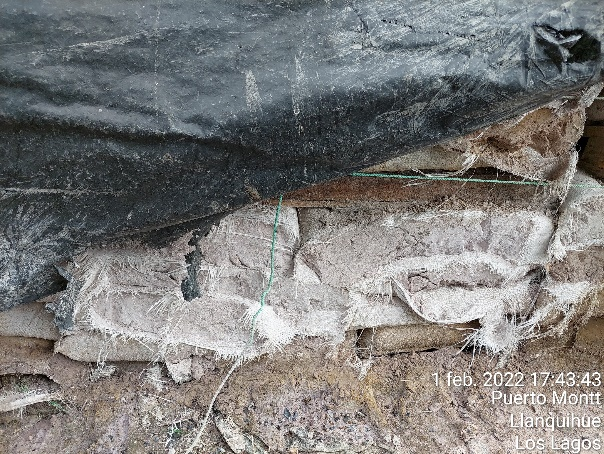 1 feb. 2022 17:43:43
Puerto Montt
Llanquihue
Los Lagos